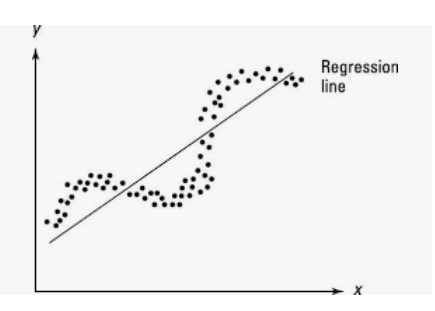 y
Regression
line
x